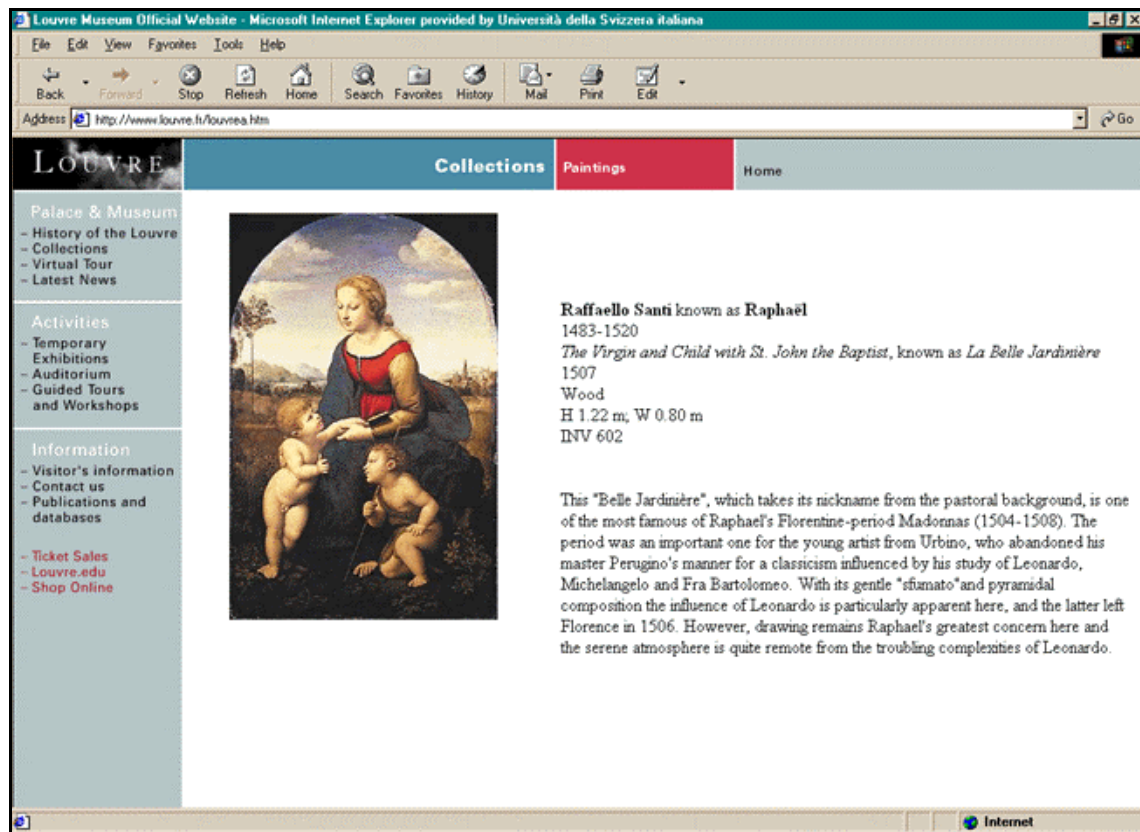 Louvre Museum Official Website - Microsoft Internet Explorer provided by Università della Svizzera italiana
File Edit View Favorites Tools Help
Back Forward Stop Refresh Home Search Favorites History Mail Print Edit
Address http://www.louvre.fr/louvrea.htm Go
LOUVRE Collections Paintings Home
Palace & Museum
- History of the Louvre
- Collections
- Virtual Tour
- Latest News
Activities
- Temporary
Exhibitions
- Auditorium
- Guided Tours
and Workshops
Information
- Visitor's information
- Contact us
- Publications and
databases
- Ticket Sales
- Louvre.edu
- Shop Online
Raffaello Santi known as Raphaël
1483-1520
The Virgin and Child with St. John the Baptist, known as La Belle Jardinière
1507
Wood
H 1.22 m; W 0.80 m
INV 602
This "Belle Jardinière", which takes its nickname from the pastoral background, is one
of the most famous of Raphael's Florentine-period Madonnas (1504-1508). The
period was an important one for the young artist from Urbino, who abandoned his
master Perugino's manner for a classicism influenced by his study of Leonardo,
Michelangelo and Fra Bartolomeo. With its gentle "sfumato"and pyramidal
composition the influence of Leonardo is particularly apparent here, and the latter left
Florence in 1506. However, drawing remains Raphael's greatest concern here and
the serene atmosphere is quite remote from the troubling complexities of Leonardo.
Internet